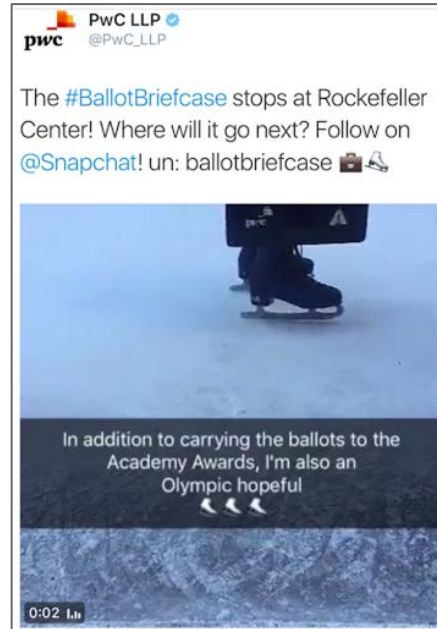 pwc
PwC LLP
@PwC_LLP
The #BallotBriefcase stops at Rockefeller
Center! Where will it go next? Follow on
@Snapchat! un: ballotbriefcase 💼⛸
pwc
In addition to carrying the ballots to the
Academy Awards, I'm also an
Olympic hopeful
⛸⛸⛸
0:02